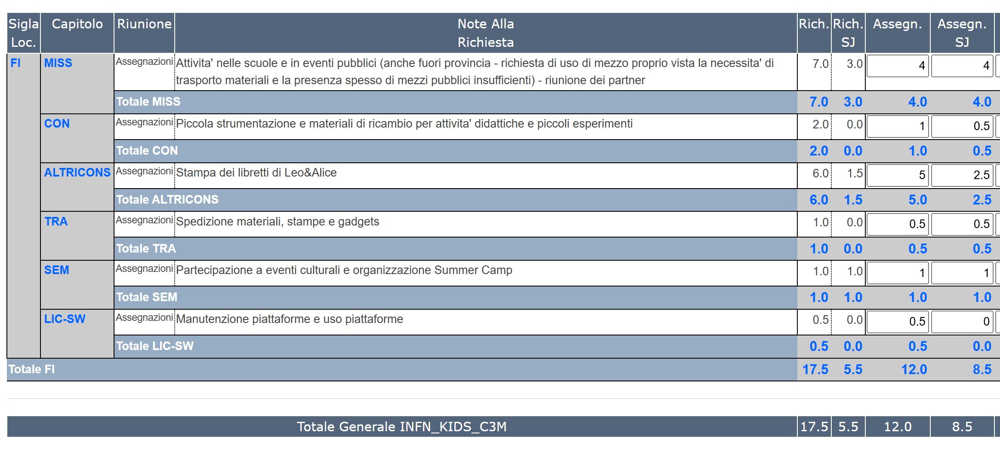 Sigla Loc. Capitolo Riunione Note Alla Richiesta Rich. Rich. SJ Assegn. Assegn. SJ
FI MISS Assegnazioni Attivita' nelle scuole e in eventi pubblici (anche fuori provincia - richiesta di uso di mezzo proprio vista la necessita' di 7.0 3.0 4 4
trasporto materiali e la presenza spesso di mezzi pubblici insufficienti) - riunione dei partner
Totale MISS 7.0 3.0 4.0 4.0
CON Assegnazioni Piccola strumentazione e materiali di ricambio per attivita' didattiche e piccoli esperimenti 2.0 0.0 1 0.5
Totale CON 2.0 0.0 1.0 0.5
ALTRICONS Assegnazioni Stampa dei libretti di Leo&Alice 6.0 1.5 5 2.5
Totale ALTRICONS 6.0 1.5 5.0 2.5
TRA Assegnazioni Spedizione materiali, stampe e gadgets 1.0 0.0 0.5 0.5
Totale TRA 1.0 0.0 0.5 0.5
SEM Assegnazioni Partecipazione a eventi culturali e organizzazione Summer Camp 1.0 1.0 1 1
Totale SEM 1.0 1.0 1.0 1.0
LIC-SW Assegnazioni Manutenzione piattaforme e uso piattaforme 0.5 0.0 0.5 0
Totale LIC-SW 0.5 0.0 0.5 0.0
Totale FI 17.5 5.5 12.0 8.5
Totale Generale INFN_KIDS_C3M 17.5 5.5 12.0 8.5